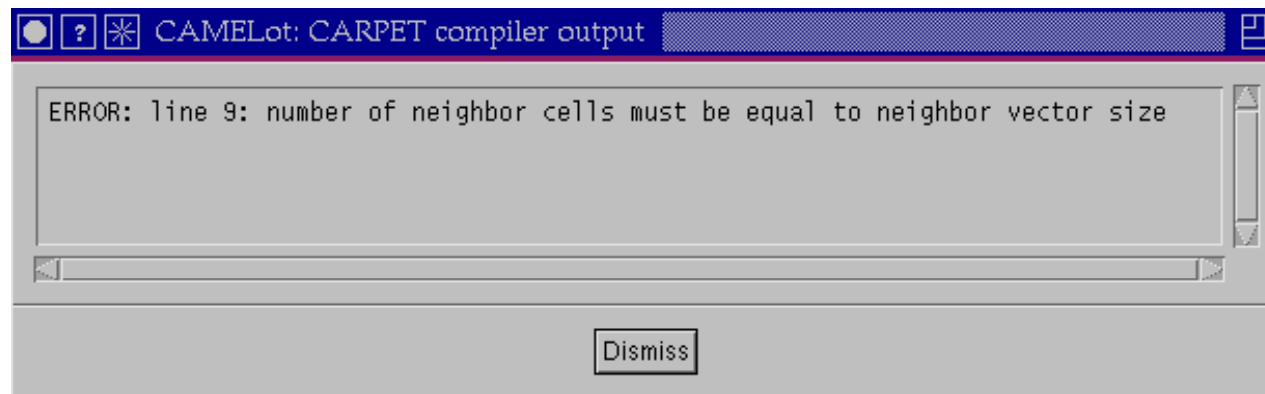 ? CAMELot: CARPET compiler output
ERROR: line 9: number of neighbor cells must be equal to neighbor vector size
Dismiss